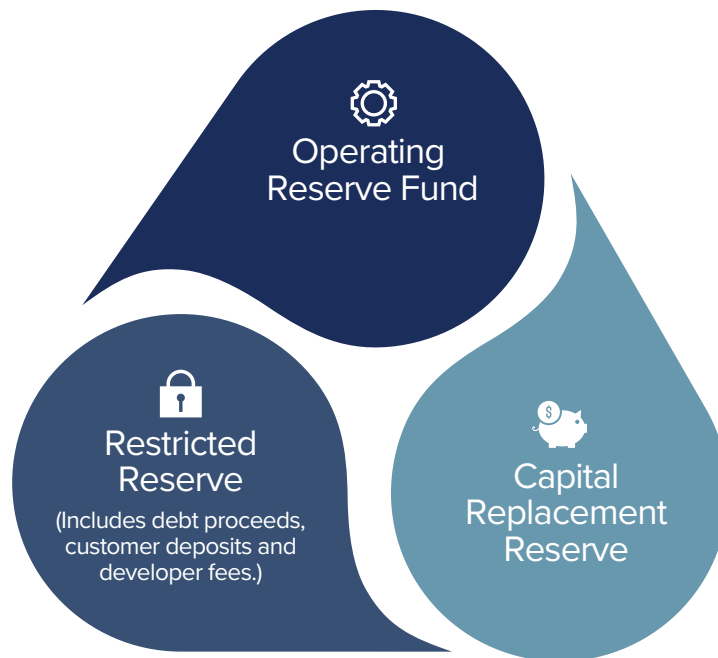 Operating
Reserve Fund
Restricted
Reserve
(Includes debt proceeds,
customer deposits and
developer fees.)
$
Capital
Replacement
Reserve